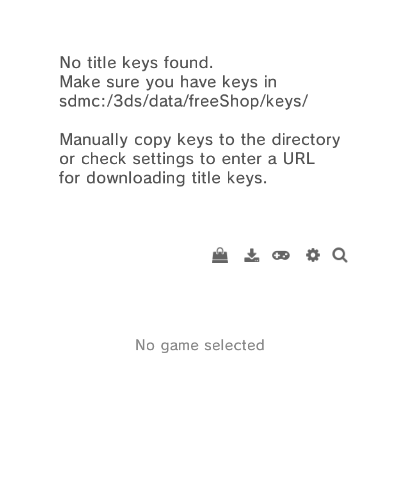 No title keys found.
Make sure you have keys in
sdmc:/3ds/data/freeShop/keys/
Manually copy keys to the directory
or check settings to enter a URL
for downloading title keys.
No game selected